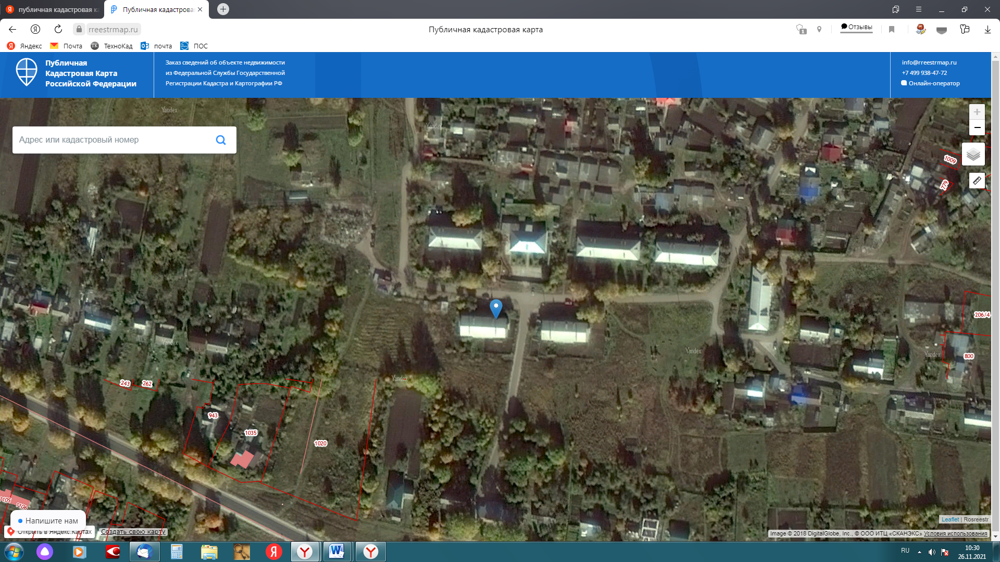 публичная кадастровая ка
Публичная кадастрова
rreestrmap.ru
Публичная кадастровая карта
1
Отзывы
Яндекс
Почта
ТК
ТехноКад
почта
ПОС
Публичная
Кадастровая Карта
Российской Федерации
Заказ сведений об объекте недвижимости
из Федеральной Службы Государственной
Регистрации Кадастра и Картографии РФ
info@rreestrmap.ru
+7 499 938-47-72
Онлайн-оператор
Yandex
Yandex
Адрес или кадастровый номер
+
−
1009
779
206/4
Yandex
Yandex
Yandex
800
Yandex
243
262
943
1035
1020
1105
1106
Напишите нам
Открыть в Яндекс.Картах
Создать свою карту
Leaflet | Rosreestr
Image © 2018 DigitalGlobe, Inc., © ООО ИТЦ «СКАНЭКС» Условия использования
RU
10:30
26.11.2021